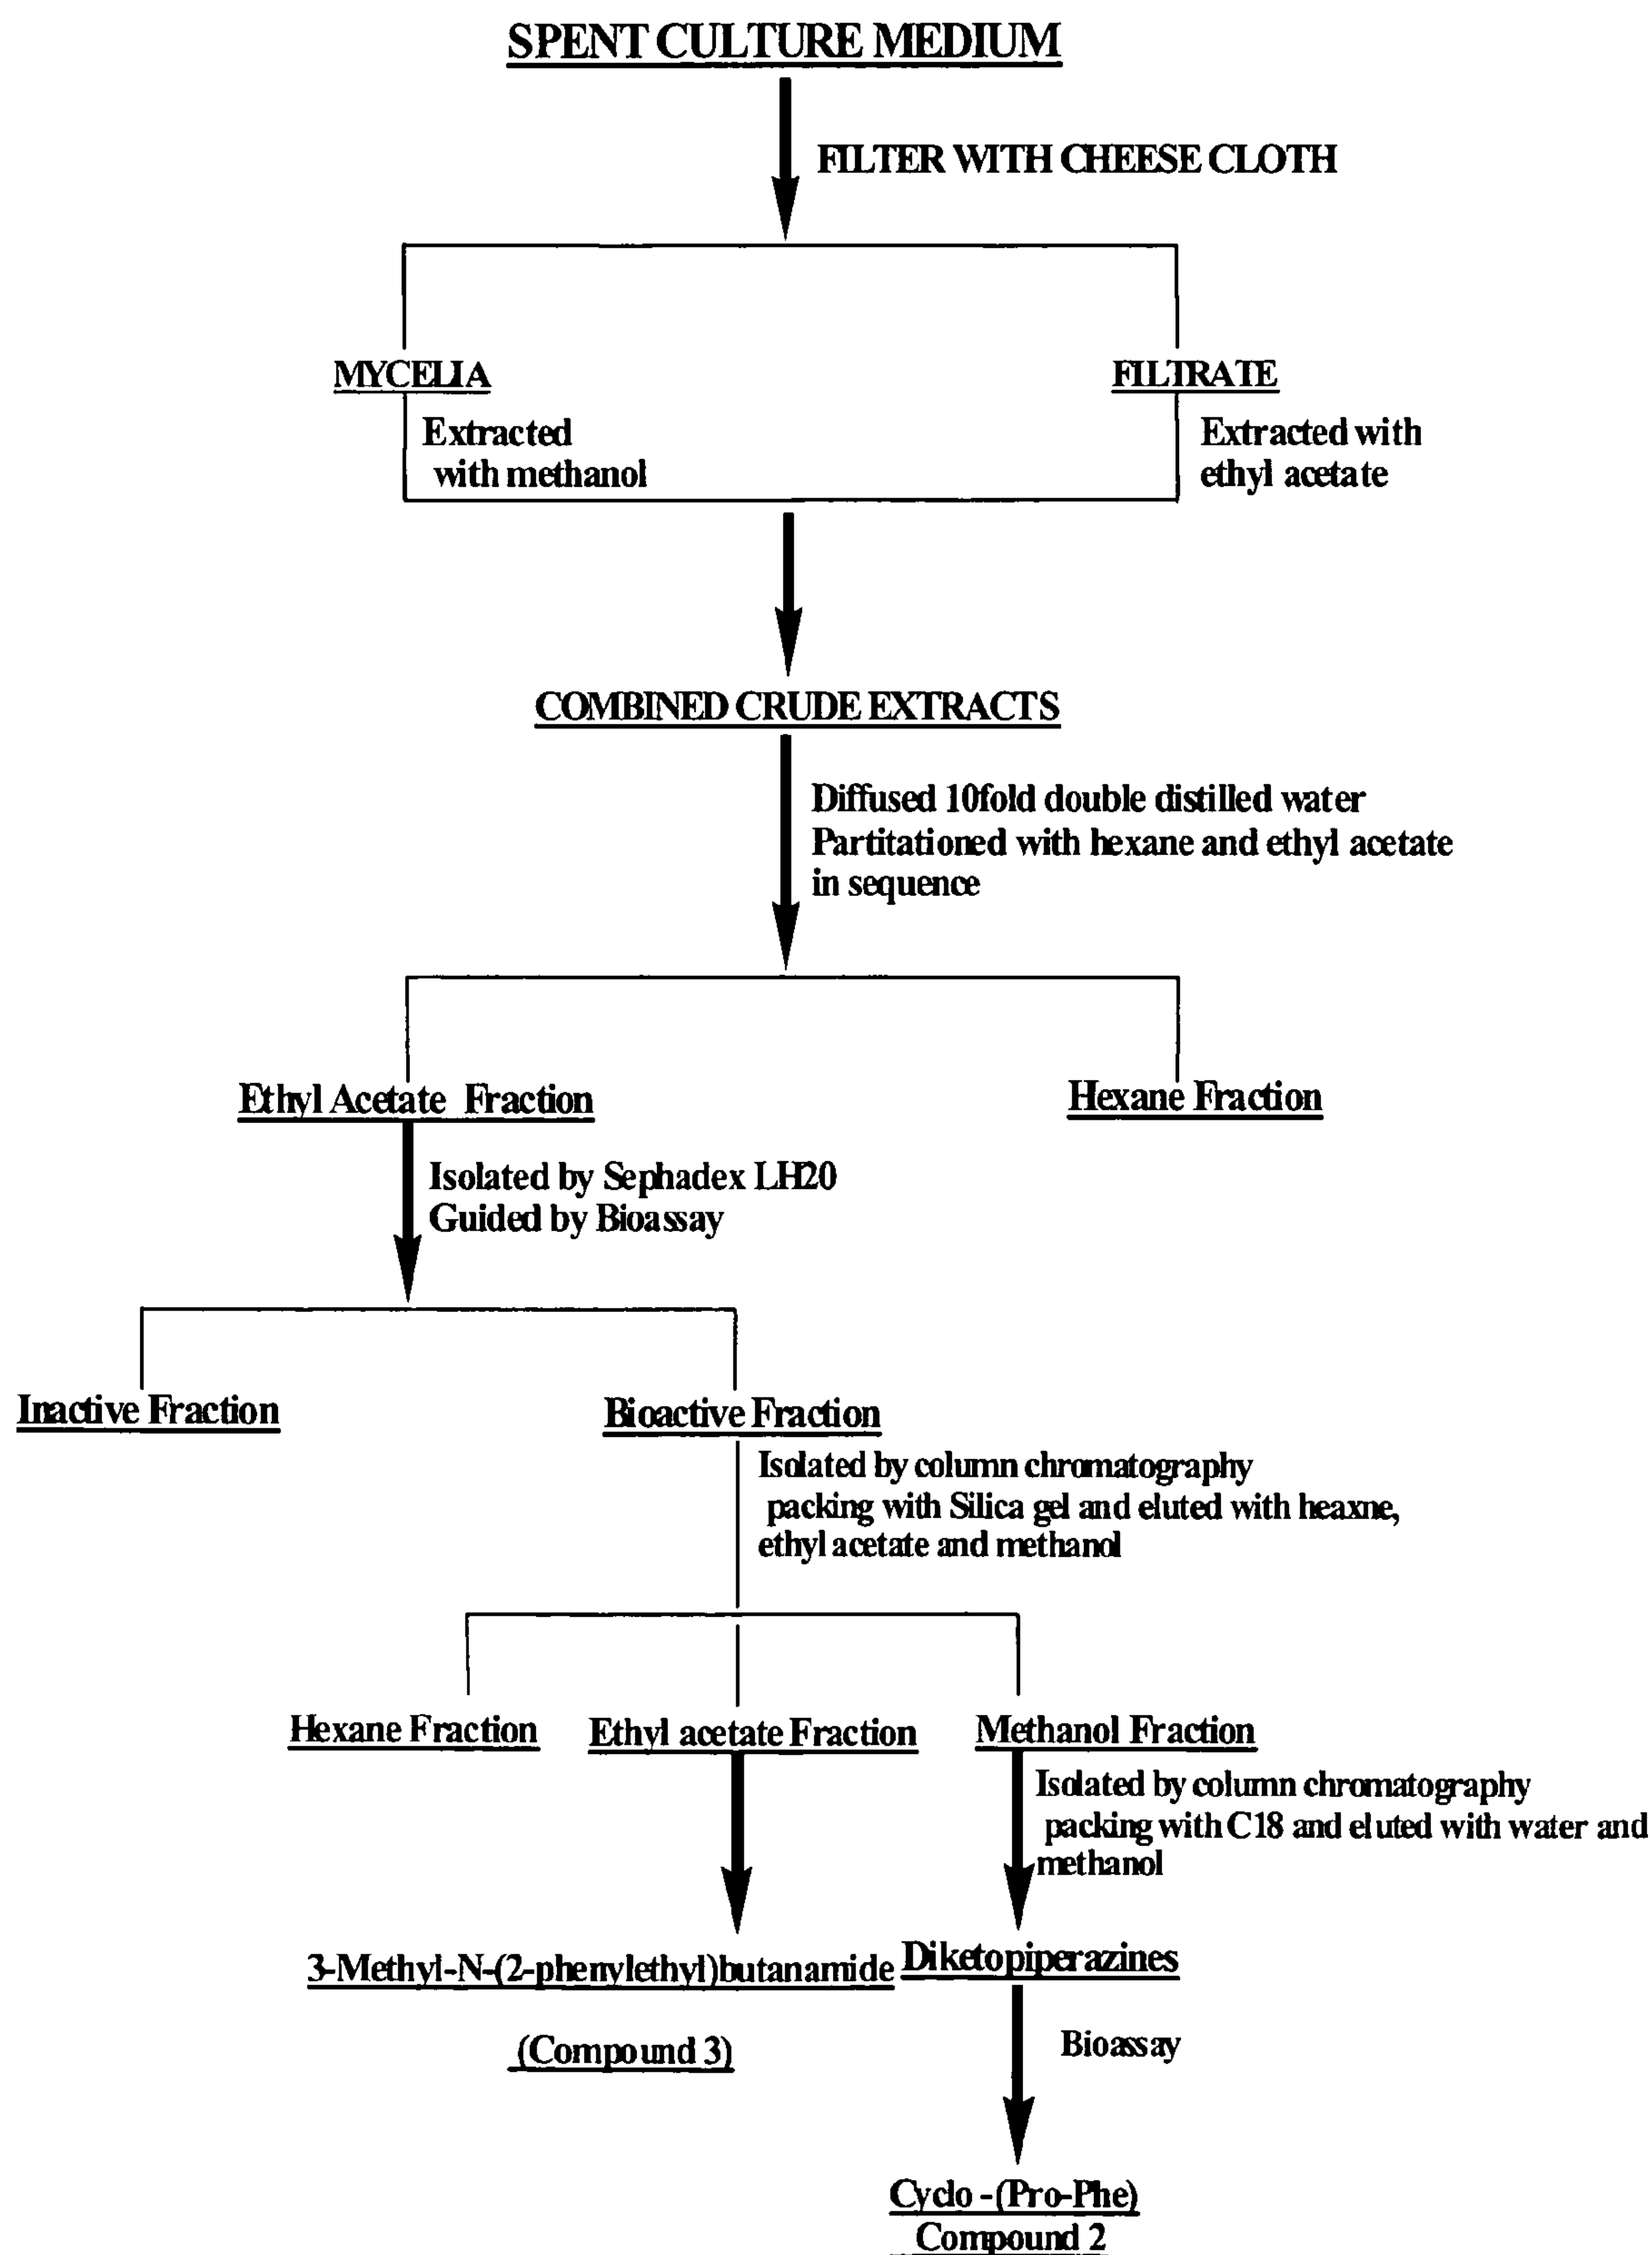 SPENT CULTURE MEDIUM
FILTER WITH CHEESE CLOTH
MYCELIA
FILTRATE
Extracted
with methanol
Extracted with
ethyl acetate
COMBINED CRUDE EXTRACTS
Diffused 10fold double distilled water
Partitationed with hexane and ethyl acetate
in sequence
Ethyl Acetate Fraction
Hexane Fraction
Isolated by Sephadex LH20
Guided by Bioassay
Inactive Fraction
Bioactive Fraction
Isolated by column chromatography
packing with Silica gel and eluted with heaxne,
ethyl acetate and methanol
Hexane Fraction
Ethyl acetate Fraction
Methanol Fraction
Isolated by column chromatography
packing with C18 and eluted with water and
methanol
3-Methyl-N-(2-phenylethyl)butanamide
Diketopiperazines
(Compound 3)
Bioassay
Cyclo -(Pro-Phe)
Compound 2